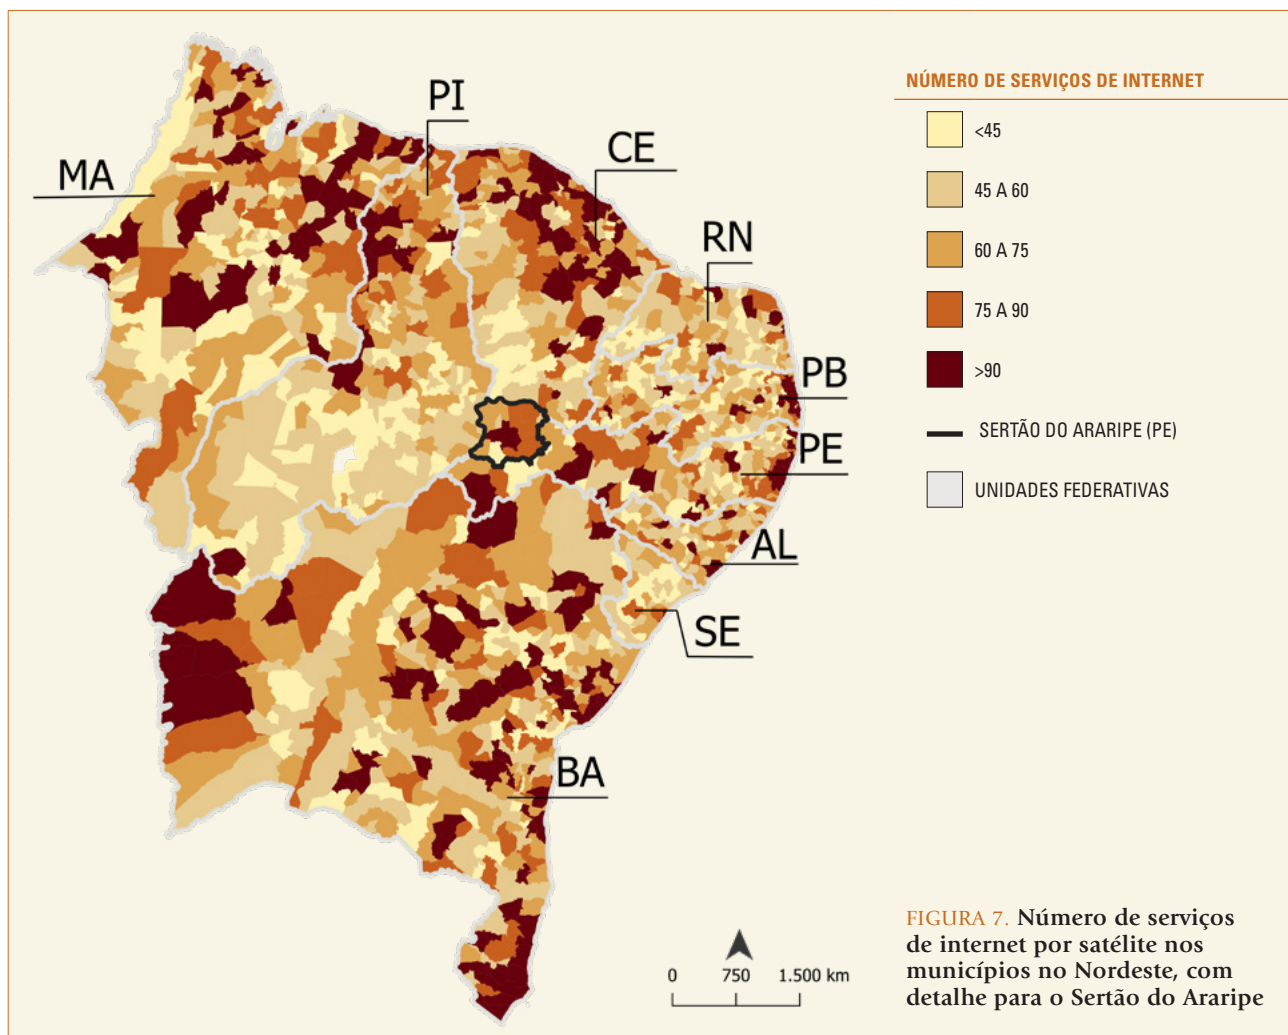 PI
CE
MA
RN
PB
PE
AL
SE
BA
NÚMERO DE SERVIÇOS DE INTERNET
<45
45 A 60
60 A 75
75 A 90
>90
SERTÃO DO ARARIPE (PE)
UNIDADES FEDERATIVAS
0 750 1.500 km
FIGURA 7. Número de serviços
de internet por satélite nos
municípios no Nordeste, com
detalhe para o Sertão do Araripe